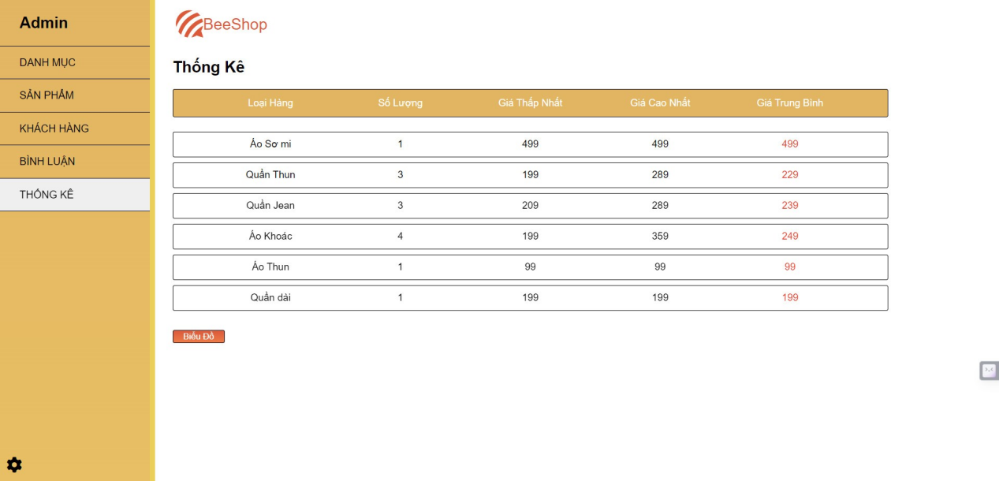 Admin
DANH MỤC
SẢN PHẨM
KHÁCH HÀNG
BÌNH LUẬN
THỐNG KÊ
BeeShop
Thống Kê
Loại Hàng Số Lượng Giá Thấp Nhất Giá Cao Nhất Giá Trung Bình
Áo Sơ mi 1 499 499 499
Quần Thun 3 199 289 229
Quần Jean 3 209 289 239
Áo Khoác 4 199 359 249
Áo Thun 1 99 99 99
Quần dài 1 199 199 199
Biểu Đồ